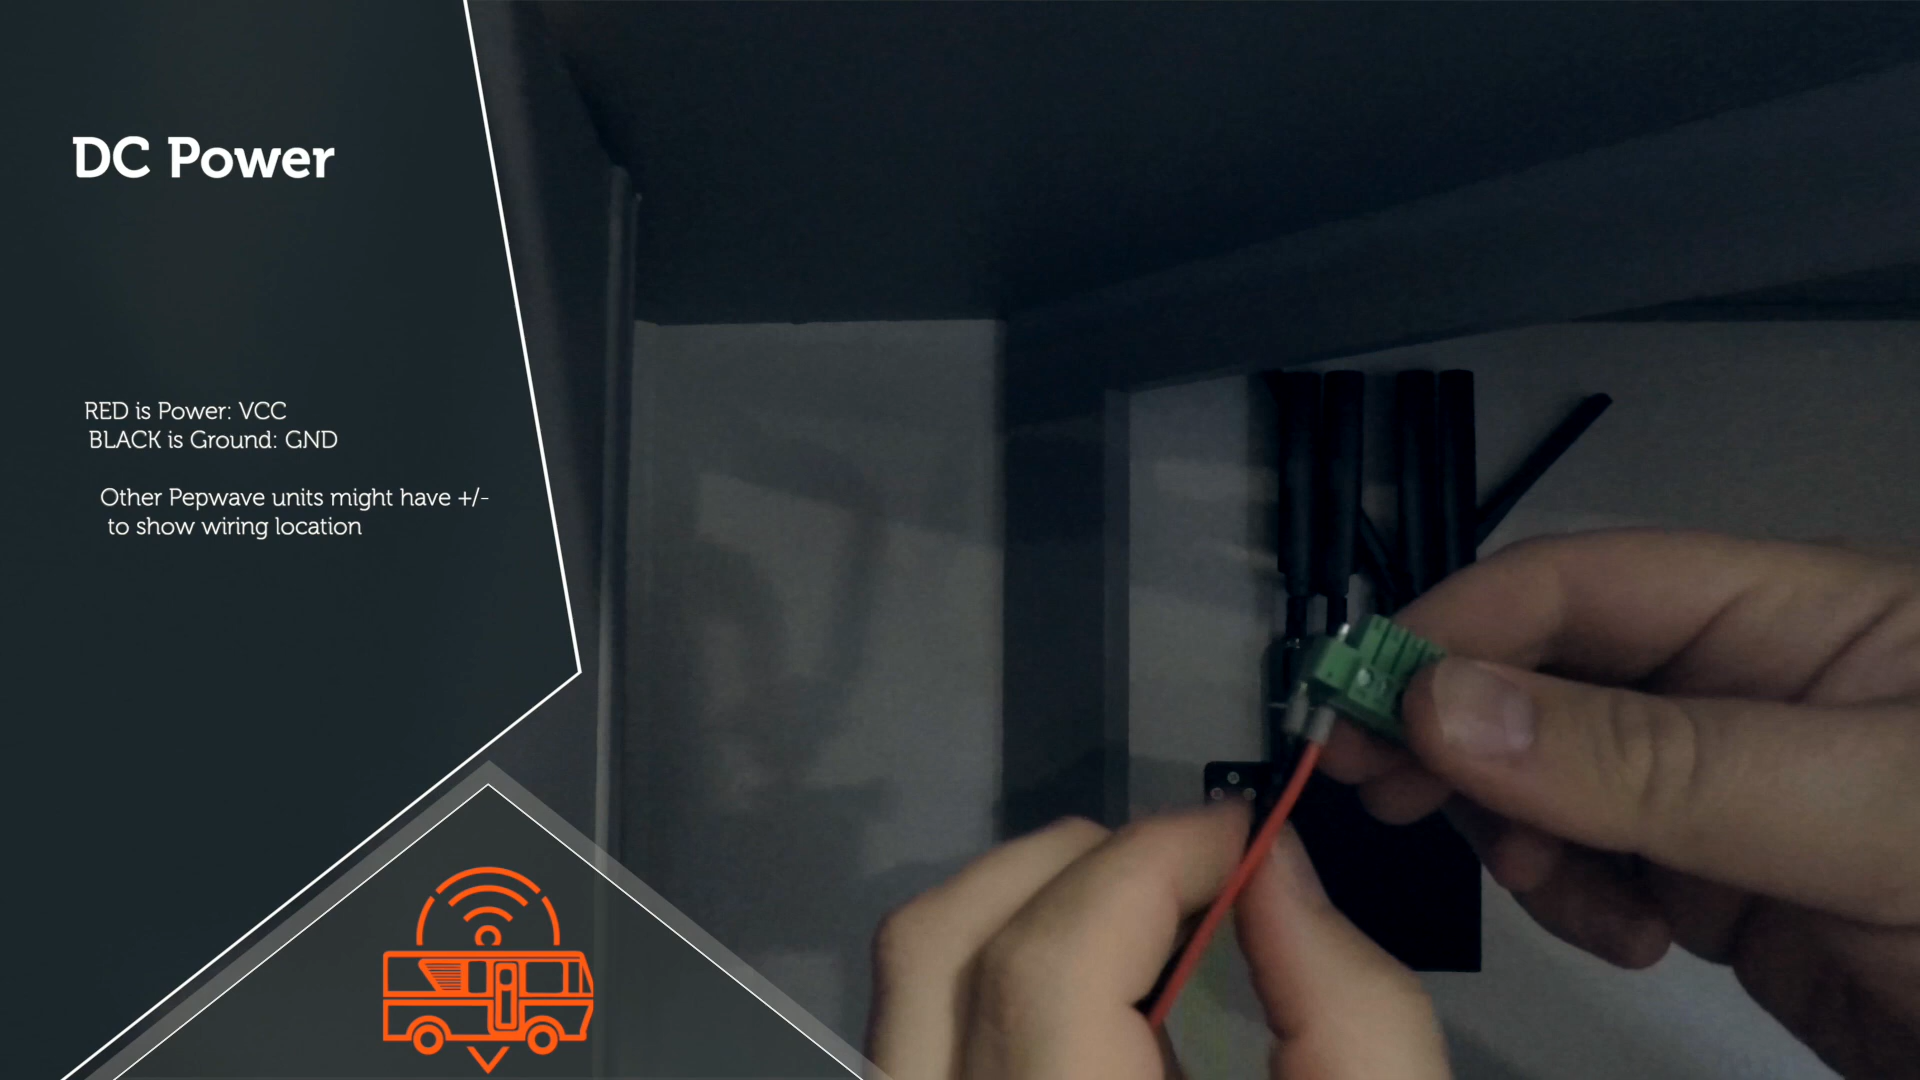 DC Power
RED is Power: VCC
BLACK is Ground: GND
Other Pepwave units might have +/-
to show wiring location